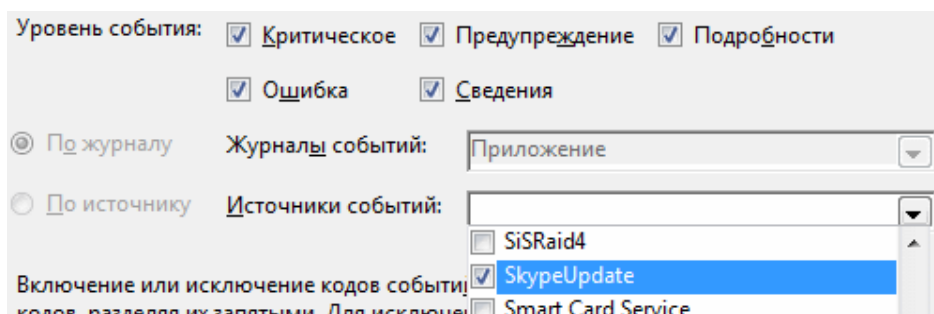 Уровень события: Критическое Предупреждение Подробности
Ошибка Сведения
По журналу Журналы событий: Приложение
По источнику Источники событий:
SiSRaid4
SkypeUpdate
Включение или исключение кодов событи
Smart Card Service
кодов, разделяя их запятыми. Для исключе